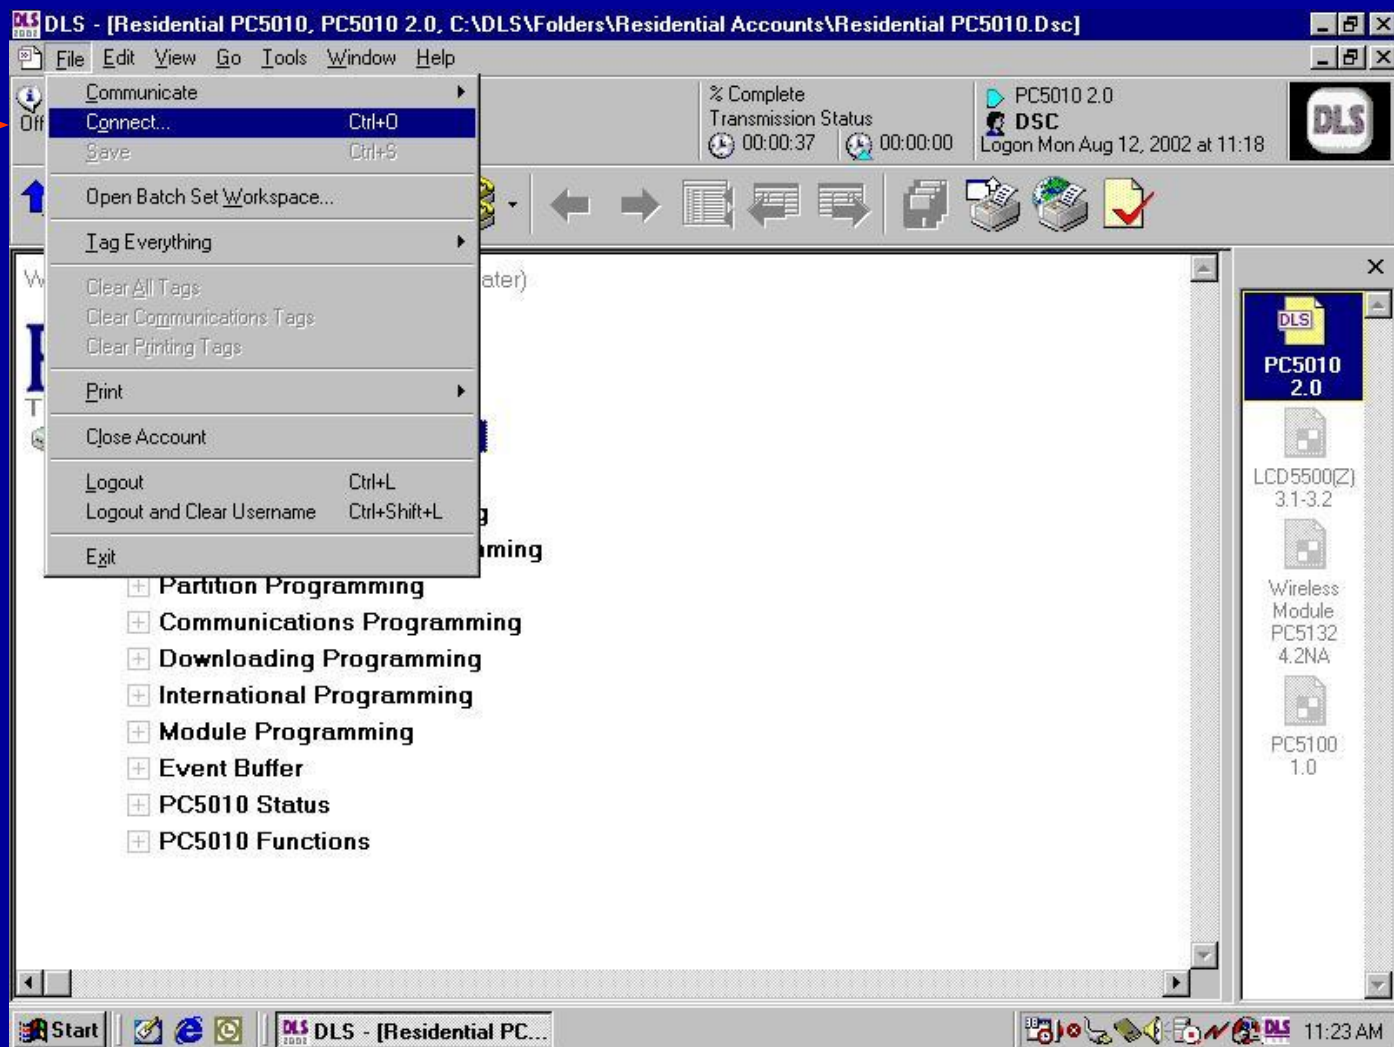 DLS 2002 DLS - [Residential PC5010, PC5010 2.0, C:\DLS\Folders\Residential Accounts\Residential PC5010.Dsc]
File Edit View Go Tools Window Help
Off
% Complete
Transmission Status
00:00:37 00:00:00
PC5010 2.0
DSC
Logon Mon Aug 12, 2002 at 11:18
DLS
Communicate
Connect... Ctrl+O
Save Ctrl+S
Open Batch Set Workspace...
Tag Everything
Clear All Tags
Clear Communications Tags
Clear Printing Tags
Print
Close Account
Logout Ctrl+L
Logout and Clear Username Ctrl+Shift+L
Exit
W
ater)
T
g
mming
Partition Programming
Communications Programming
Downloading Programming
International Programming
Module Programming
Event Buffer
PC5010 Status
PC5010 Functions
DLS
PC5010
2.0
LCD5500(Z)
3.1-3.2
Wireless
Module
PC5132
4.2NA
PC5100
1.0
Start
DLS 2002 DLS - [Residential PC...
DLS
11:23 AM